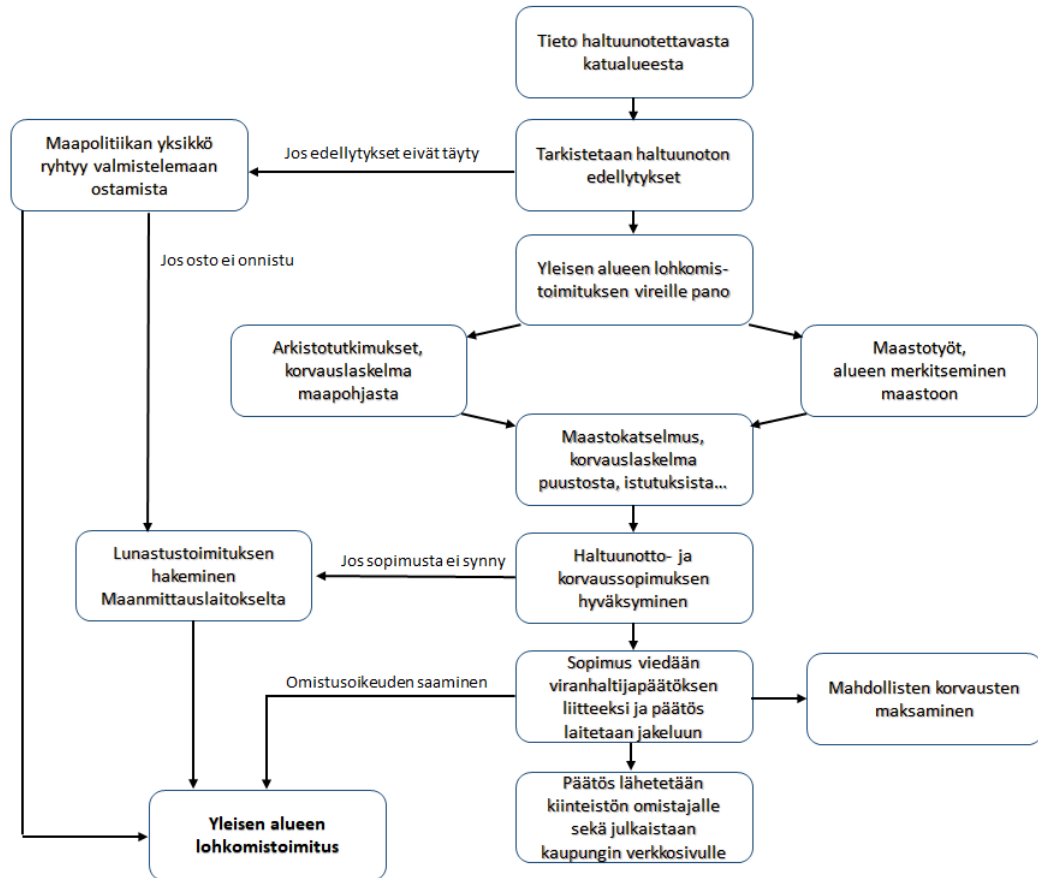 Tieto haltuunotettavasta
katualueesta
Maapolitiikan yksikkö
ryhtyy valmistelemaan
ostamista
Jos edellytykset eivät täyty
Tarkistetaan haltuunoton
edellytykset
Jos osto ei onnistu
Yleisen alueen lohkomis-
toimituksen vireille pano
Arkistotutkimukset,
korvauslaskelma
maapohjasta
Maastotyöt,
alueen merkitseminen
maastoon
Maastokatselmus,
korvauslaskelma
puustosta, istutuksista…
Lunastustoimituksen
hakeminen
Maanmittauslaitokselta
Jos sopimusta ei synny
Haltuunotto- ja
korvaussopimuksen
hyväksyminen
Omistusoikeuden saaminen
Sopimus viedään
viranhaltijapäätöksen
liitteeksi ja päätös
laitetaan jakeluun
Mahdollisten korvausten
maksaminen
Yleisen alueen
lohkomistoimitus
Päätös lähetetään
kiinteistön omistajalle
sekä julkaistaan
kaupungin verkkosivulle